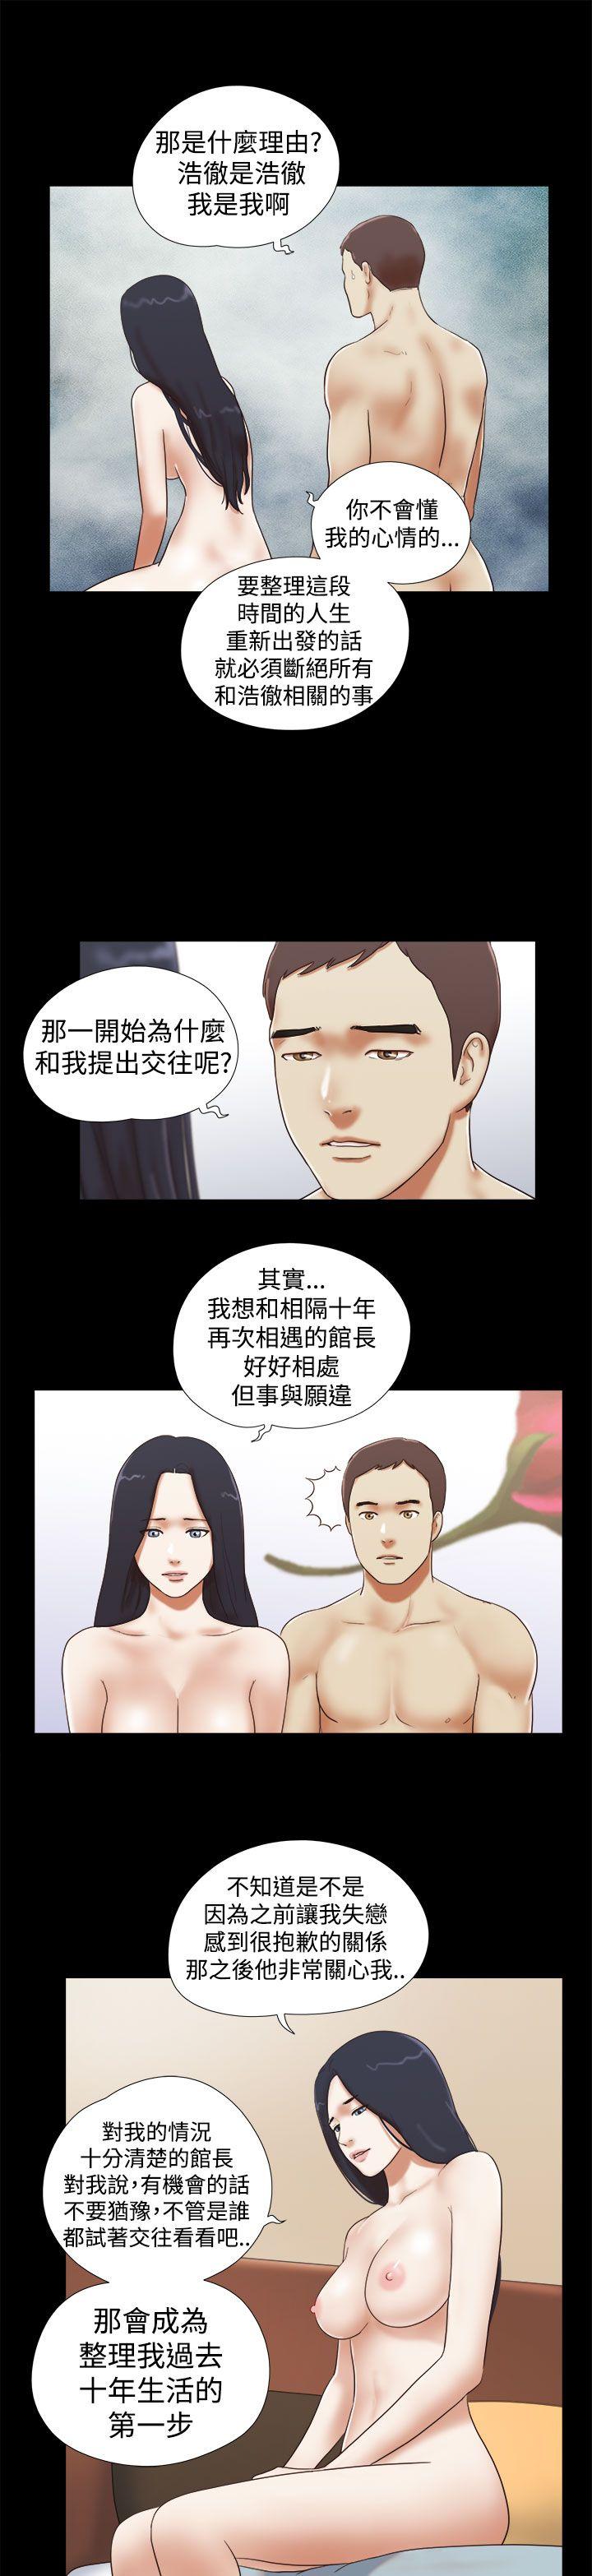 那是什麼理由?
浩徹是浩徹
我是我啊
你不會懂
我的心情的...
要整理這段
時間的人生
重新出發的話
就必須斷絕所有
和浩徹相關的事
那一開始為什麼
和我提出交往呢?
其實...
我想和相隔十年
再次相遇的館長
好好相處
但事與願違
不知道是不是
因為之前讓我失戀
感到很抱歉的關係
那之後他非常關心我..
對我的情況
十分清楚的館長
對我說,有機會的話
不要猶豫,不管是誰
都試著交往看看吧..
那會成為
整理我過去
十年生活的
第一步